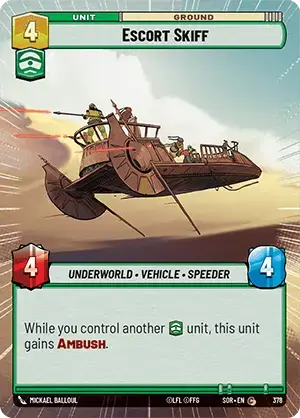 4
UNIT
GROUND
ESCORT SKIFF
4
UNDERWORLD • VEHICLE • SPEEDER
4
While you control another unit, this unit
gains AMBUSH.
MICKAEL BALLOUL
©LFL ©FFG
SOR • EN
C
378